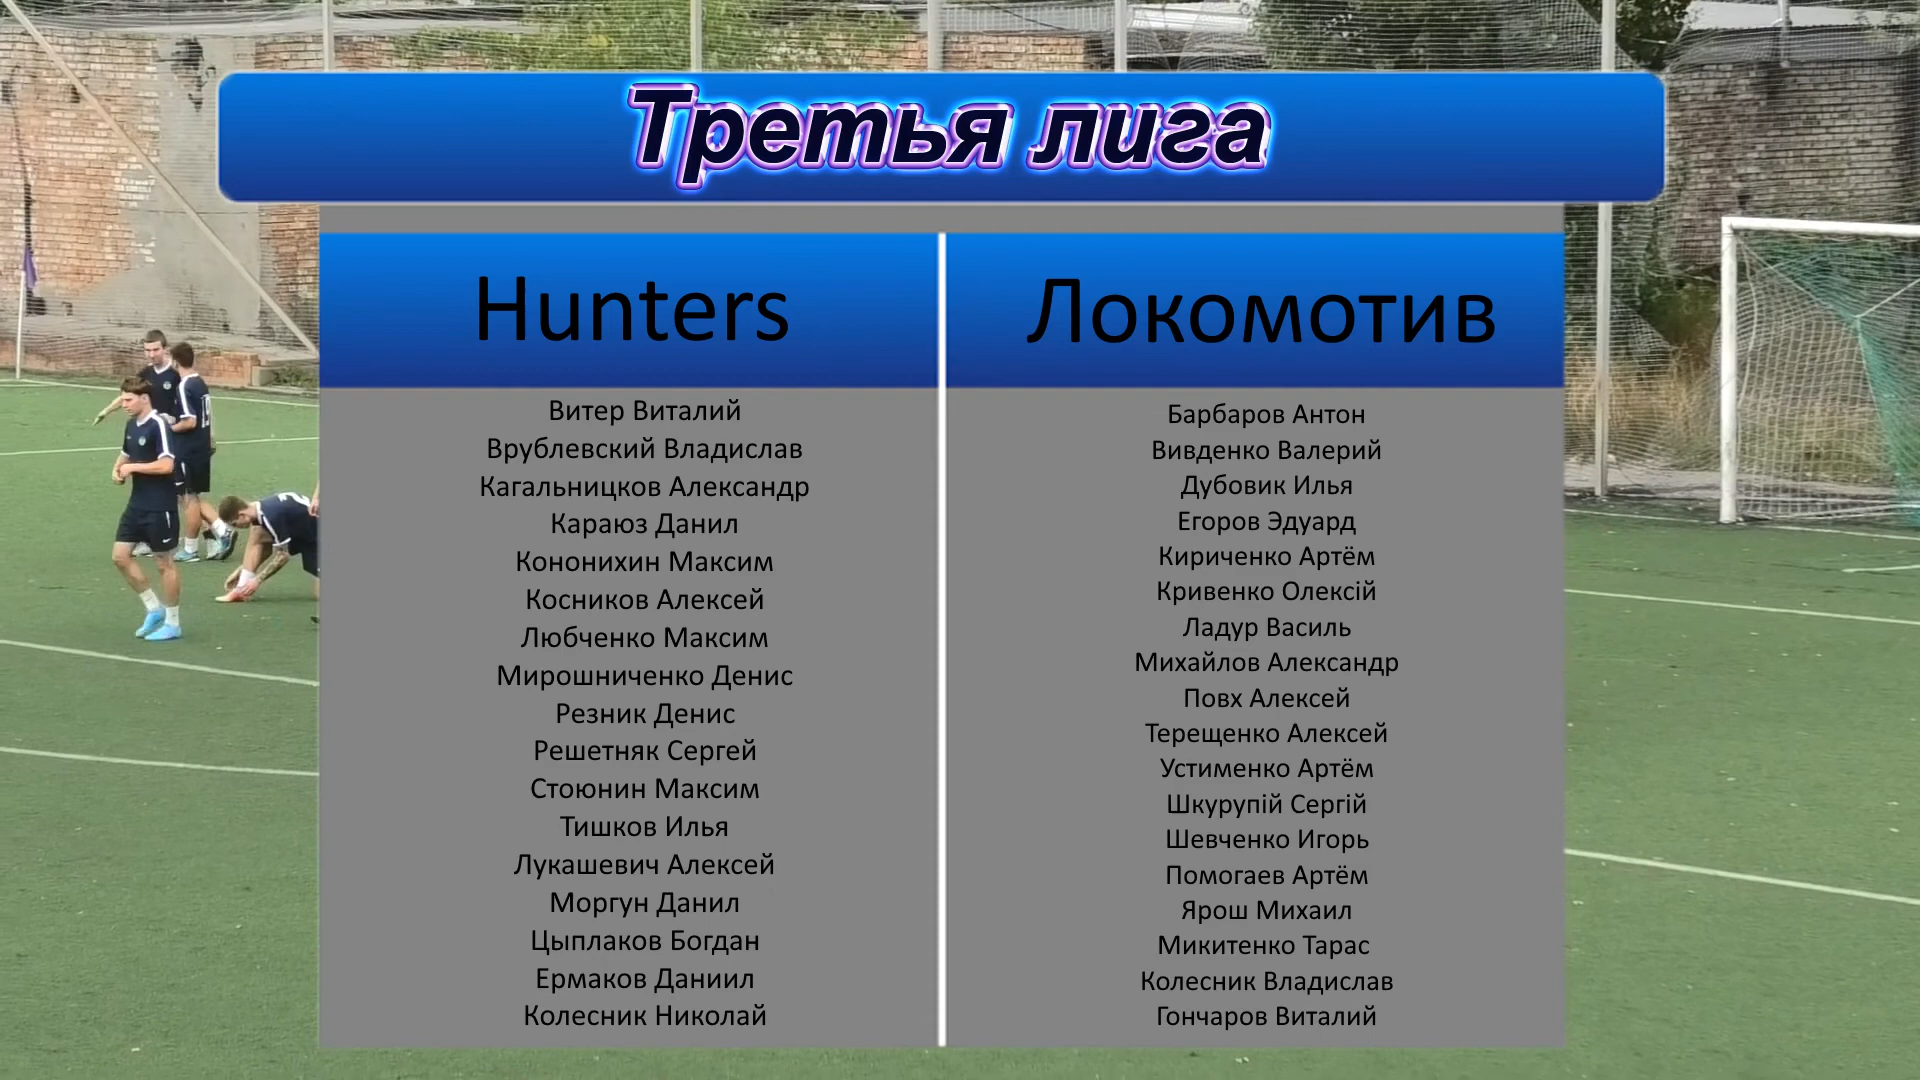 Третья лига
Hunters
Витер Виталий
Врублевский Владислав
Кагальницков Александр
Караюз Данил
Кононихин Максим
Косников Алексей
Любченко Максим
Мирошниченко Денис
Резник Денис
Решетняк Сергей
Стоюнин Максим
Тишков Илья
Лукашевич Алексей
Моргун Данил
Цыплаков Богдан
Ермаков Даниил
Колесник Николай
Локомотив
Барбаров Антон
Вивденко Валерий
Дубовик Илья
Егоров Эдуард
Кириченко Артём
Кривенко Олексій
Ладур Василь
Михайлов Александр
Повх Алексей
Терещенко Алексей
Устименко Артём
Шкурупій Сергій
Шевченко Игорь
Помогаев Артём
Ярош Михаил
Микитенко Тарас
Колесник Владислав
Гончаров Виталий